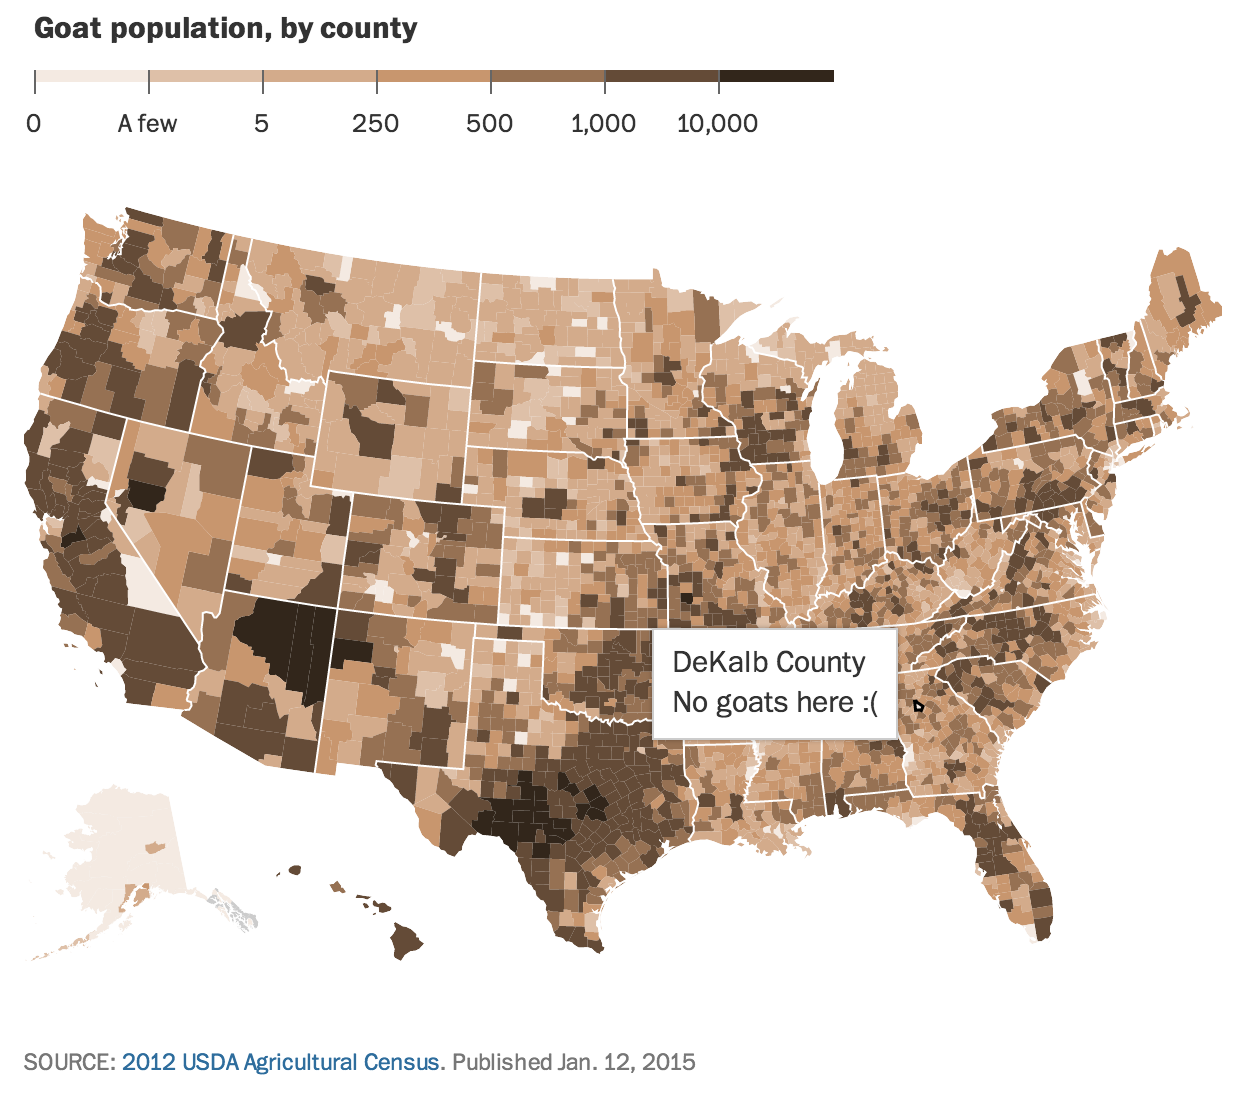 Goat population, by county
0 A few 5 250 500 1,000 10,000
DeKalb County
No goats here :(
SOURCE: 2012 USDA Agricultural Census. Published Jan. 12, 2015